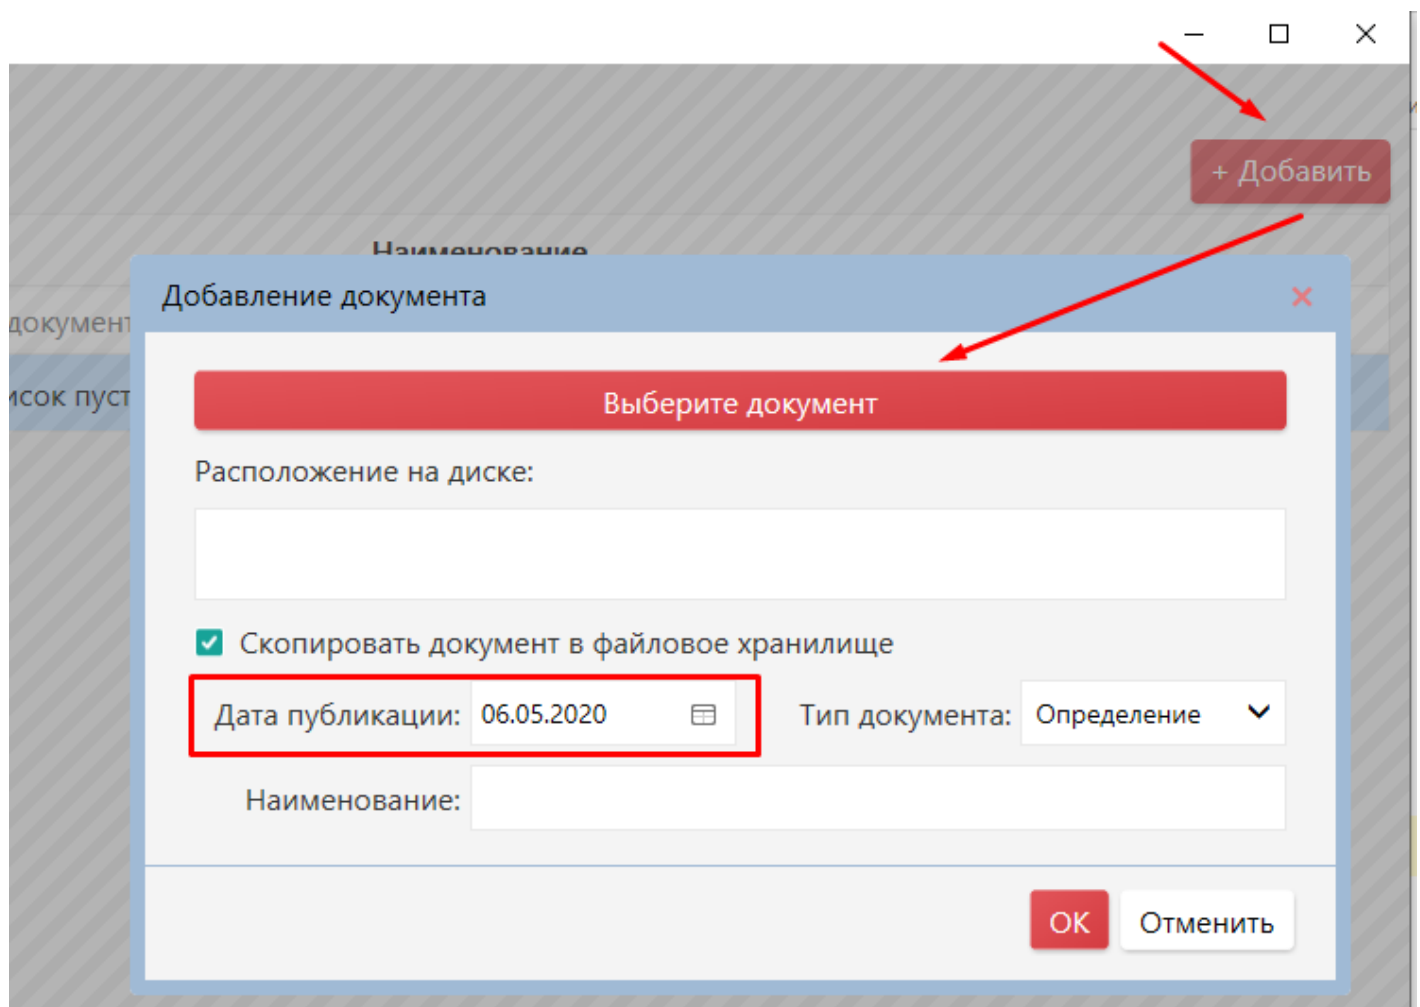 + Добавить
Наименование
Добавление документа
документ
исок пуст
Выберите документ
Расположение на диске:
Скопировать документ в файловое хранилище
Дата публикации: 06.05.2020 Тип документа: Определение
Наименование:
ОК Отменить